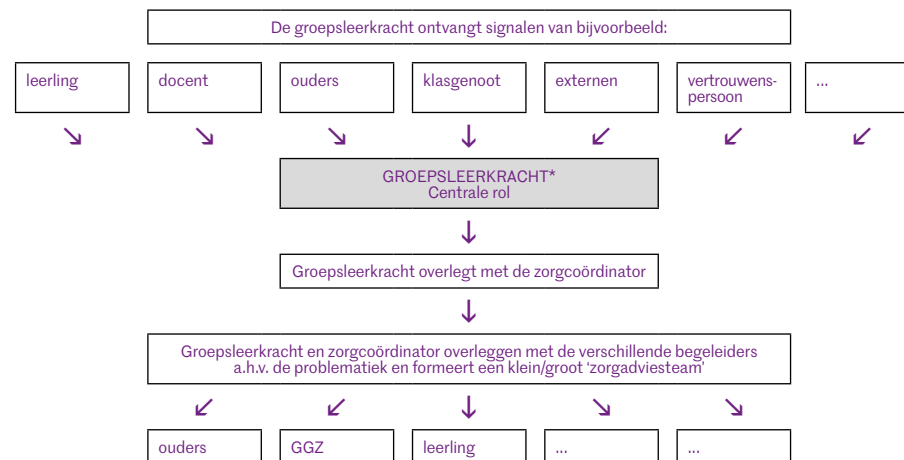 De groepsleerkracht ontvangt signalen van bijvoorbeeld:
leerling
docent
ouders
klasgenoot
externen
vertrouwens-
persoon
...
GROEPSLEERKRACHT*
Centrale rol
Groepsleerkracht overlegt met de zorgcoördinator
Groepsleerkracht en zorgcoördinator overleggen met de verschillende begeleiders
a.h.v. de problematiek en formeert een klein/groot ‘zorgadviesteam’
ouders
GGZ
leerling
...
...